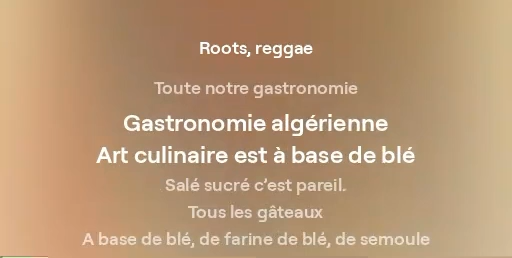 Roots, reggae
Toute notre gastronomie
Gastronomie algérienne
Art culinaire est à base de blé
Salé sucré c’est pareil.
Tous les gâteaux
A base de blé, de farine de blé, de semoule